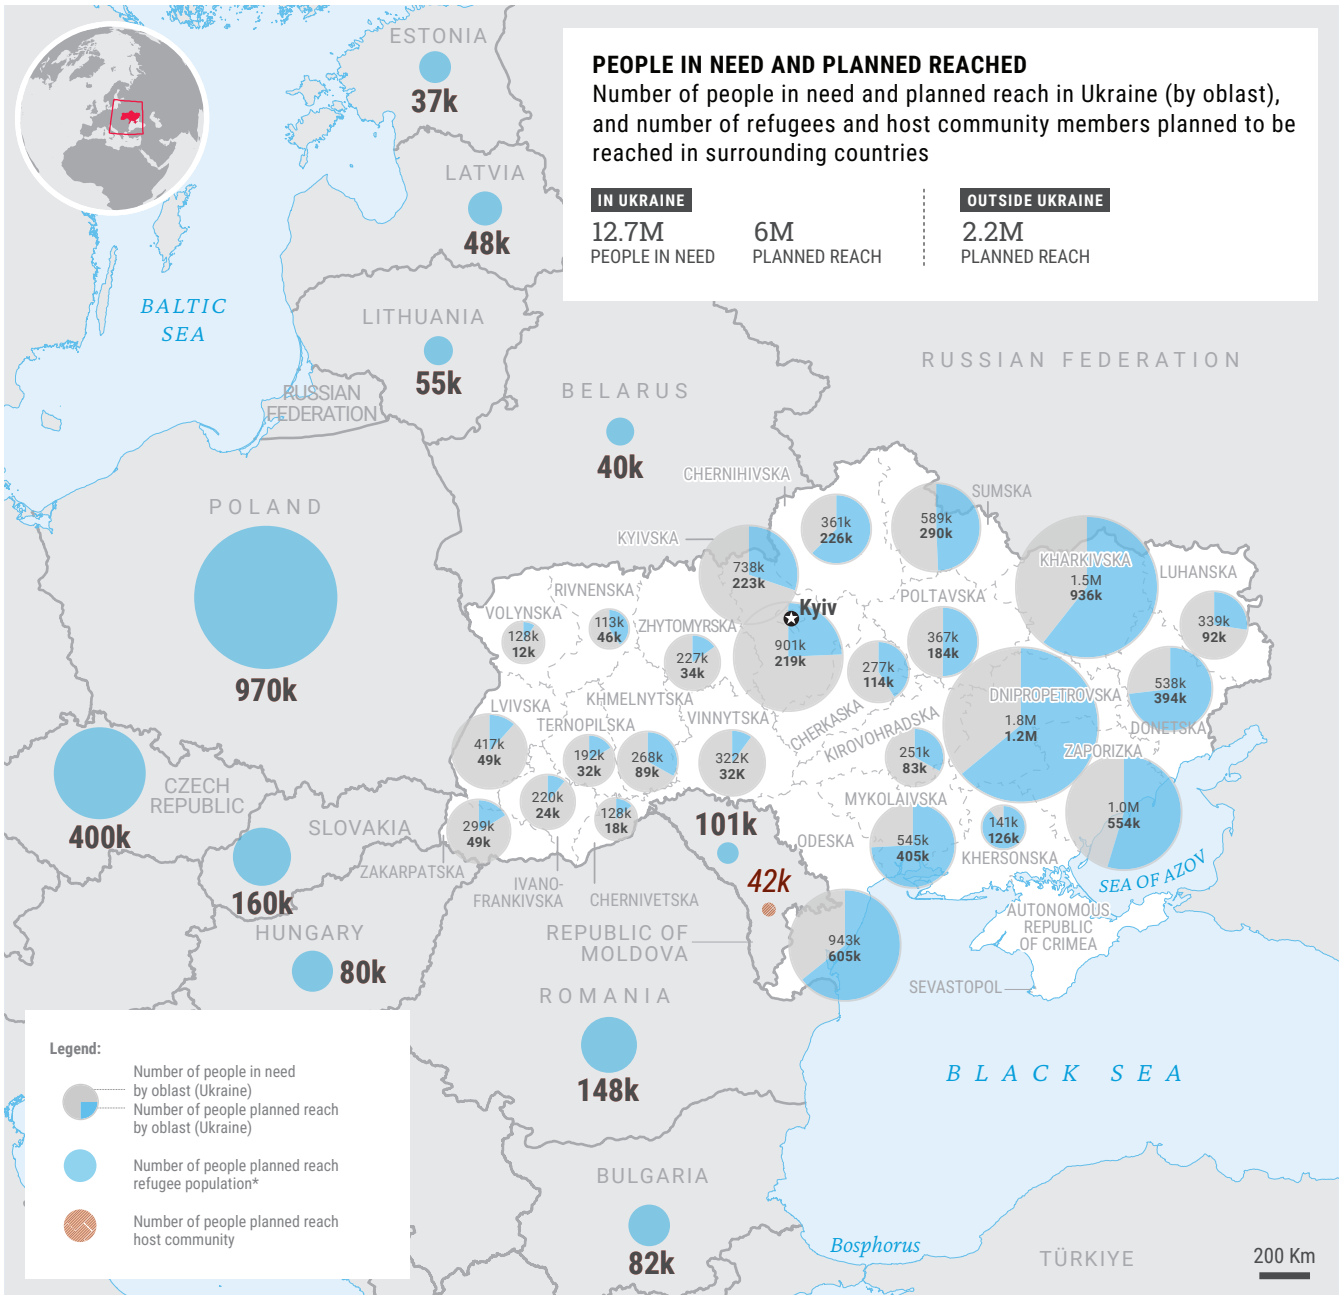 PEOPLE IN NEED AND PLANNED REACHED
Number of people in need and planned reach in Ukraine (by oblast),
and number of refugees and host community members planned to be
reached in surrounding countries
IN UKRAINE
12.7M
PEOPLE IN NEED
6M
PLANNED REACH
OUTSIDE UKRAINE
2.2M
PLANNED REACH
ESTONIA
37k
LATVIA
48k
BALTIC
SEA
LITHUANIA
55k
RUSSIAN
FEDERATION
RUSSIAN FEDERATION
BELARUS
40k
POLAND
970k
CHERNIHIVSKA
361k
226k
SUMSKA
589k
290k
KYIVSKA
738k
223k
KHARKIVSKA
1.5M
936k
LUHANSKA
339k
92k
RIVNENSKA
113k
46k
VOLYNSKA
128k
12k
ZHYTOMYRSKA
227k
34k
Kyiv
901k
219k
POLTAVSKA
367k
184k
277k
114k
CHERKASKA
538k
394k
DONETSKA
DNIPROPETROVSKA
1.8M
1.2M
LVIVSKA
417k
49k
TERNOPILSKA
192k
32k
KHMELNYTSKA
268k
89k
VINNYTSKA
322K
32K
KIROVOHRADSKA
251k
83k
ZAPORIZKA
1.0M
554k
220k
24k
128k
18k
299k
49k
ZAKARPATSKA
IVANO-
FRANKIVSKA
CHERNIVETSKA
MYKOLAIVSKA
545k
405k
141k
126k
KHERSONSKA
ODESKA
943k
605k
SEA OF AZOV
AUTONOMOUS
REPUBLIC
OF CRIMEA
SEVASTOPOL
CZECH
REPUBLIC
400k
SLOVAKIA
160k
HUNGARY
80k
101k
42k
REPUBLIC OF
MOLDOVA
ROMANIA
148k
BLACK SEA
BULGARIA
82k
Bosphorus
TÜRKIYE
200 Km
Legend:
Number of people in need
by oblast (Ukraine)
Number of people planned reach
by oblast (Ukraine)
Number of people planned reach
refugee population*
Number of people planned reach
host community